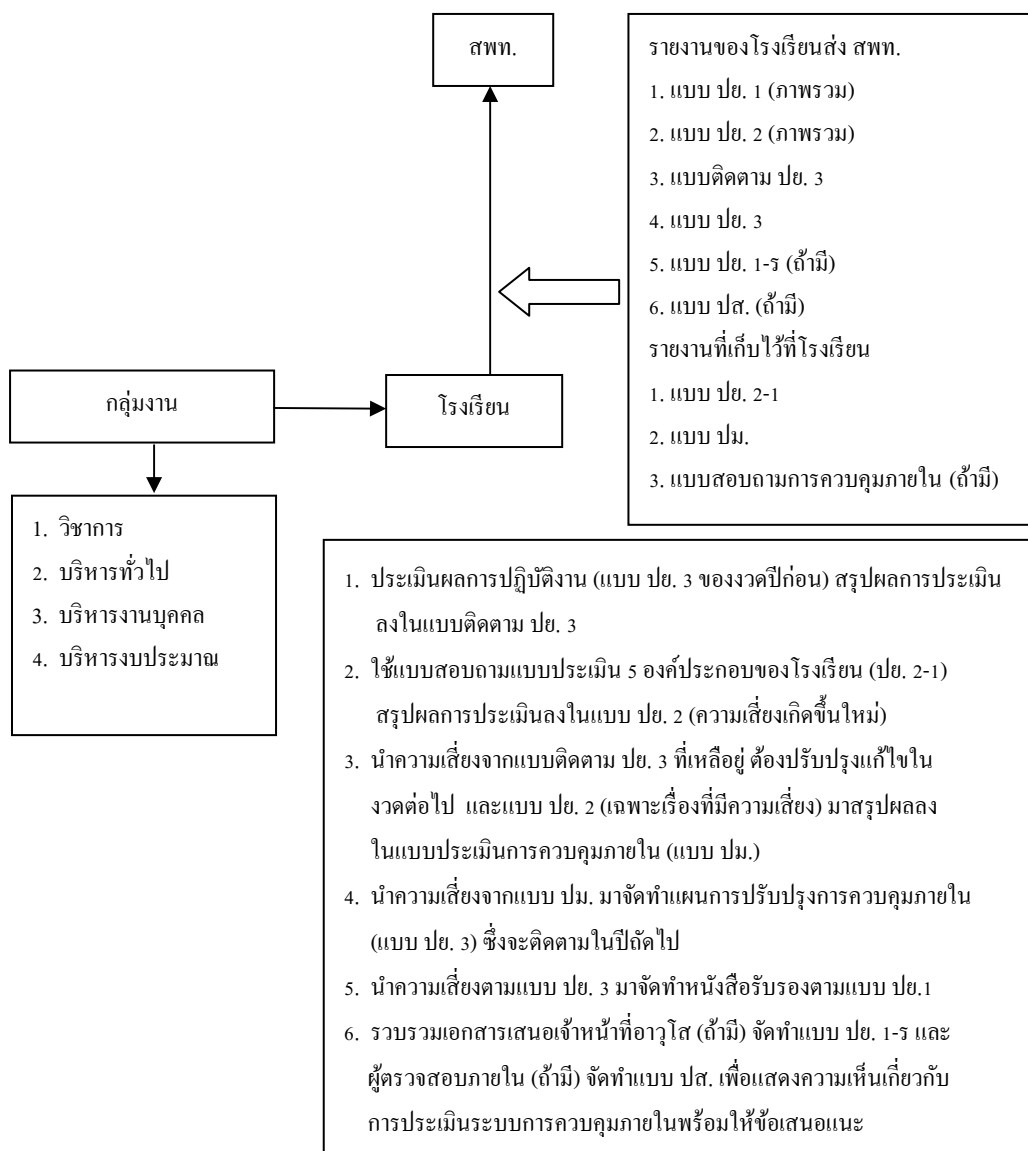 สพท.
รายงานของโรงเรียนส่ง สพท.
1. แบบ ปย. 1 (ภาพรวม)
2. แบบ ปย. 2 (ภาพรวม)
3. แบบติดตาม ปย. 3
4. แบบ ปย. 3
5. แบบ ปย. 1-ร (ถ้ามี)
6. แบบ ปส. (ถ้ามี)
รายงานที่เก็บไว้ที่โรงเรียน
1. แบบ ปย. 2-1
2. แบบ ปม.
3. แบบสอบถามการควบคุมภายใน (ถ้ามี)
กลุ่มงาน
โรงเรียน
1. วิชาการ
2. บริหารทั่วไป
3. บริหารงานบุคคล
4. บริหารงบประมาณ
1. ประเมินผลการปฏิบัติงาน (แบบ ปย. 3 ของงวดปีก่อน) สรุปผลการประเมิน
ลงในแบบติดตาม ปย. 3
2. ใช้แบบสอบถามแบบประเมิน 5 องค์ประกอบของโรงเรียน (ปย. 2-1)
สรุปผลการประเมินลงในแบบ ปย. 2 (ความเสี่ยงเกิดขึ้นใหม่)
3. นำความเสี่ยงจากแบบติดตาม ปย. 3 ที่เหลืออยู่ ต้องปรับปรุงแก้ไขใน
งวดต่อไป และแบบ ปย. 2 (เฉพาะเรื่องที่มีความเสี่ยง) มาสรุปผลลง
ในแบบประเมินการควบคุมภายใน (แบบ ปม.)
4. นำความเสี่ยงจากแบบ ปม. มาจัดทำแผนการปรับปรุงการควบคุมภายใน
(แบบ ปย. 3) ซึ่งจะติดตามในปีถัดไป
5. นำความเสี่ยงตามแบบ ปย. 3 มาจัดทำหนังสือรับรองตามแบบ ปย.1
6. รวบรวมเอกสารเสนอเจ้าหน้าที่อาวุโส (ถ้ามี) จัดทำแบบ ปย. 1-ร และ
ผู้ตรวจสอบภายใน (ถ้ามี) จัดทำแบบ ปส. เพื่อแสดงความเห็นเกี่ยวกับ
การประเมินระบบการควบคุมภายในพร้อมให้ข้อเสนอแนะ